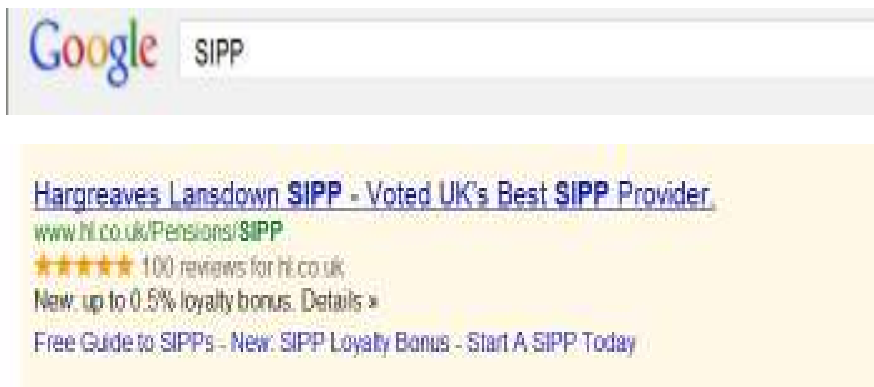 Google SIPP
Hargreaves Lansdown SIPP - Voted UK's Best SIPP Provider.
www.hl.co.uk/Pensions/SIPP
100 reviews for hl.co.uk
New: up to 0.5% loyalty bonus. Details »
Free Guide to SIPPs - New: SIPP Loyalty Bonus - Start A SIPP Today